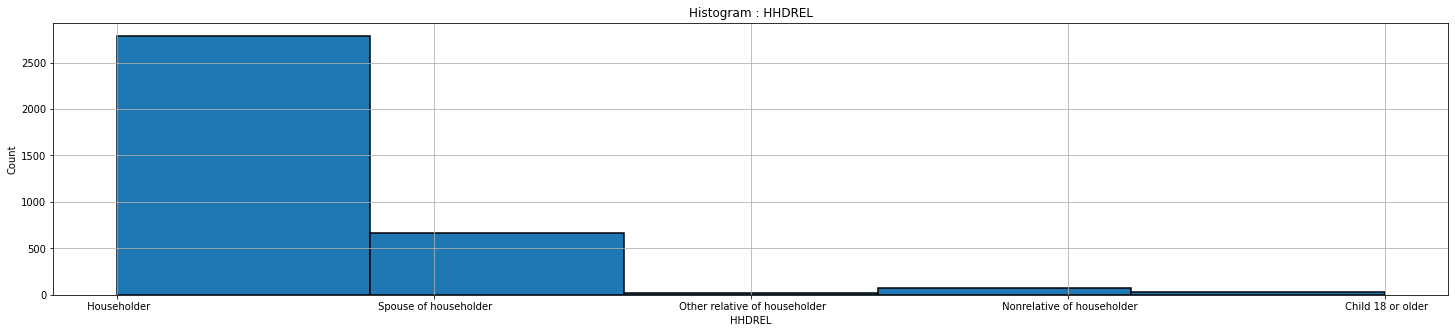 Histogram : HHDREL
2500
2000
1500
1000
500
0
Count
Householder
Spouse of householder
Other relative of householder
Nonrelative of householder
Child 18 or older
HHDREL